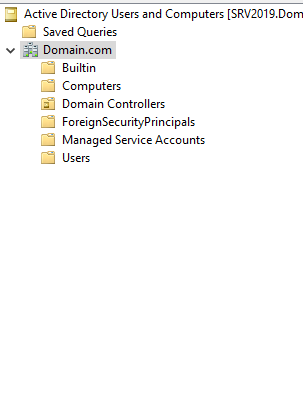 Active Directory Users and Computers [SRV2019.Dom
Saved Queries
Domain.com
Builtin
Computers
Domain Controllers
ForeignSecurityPrincipals
Managed Service Accounts
Users